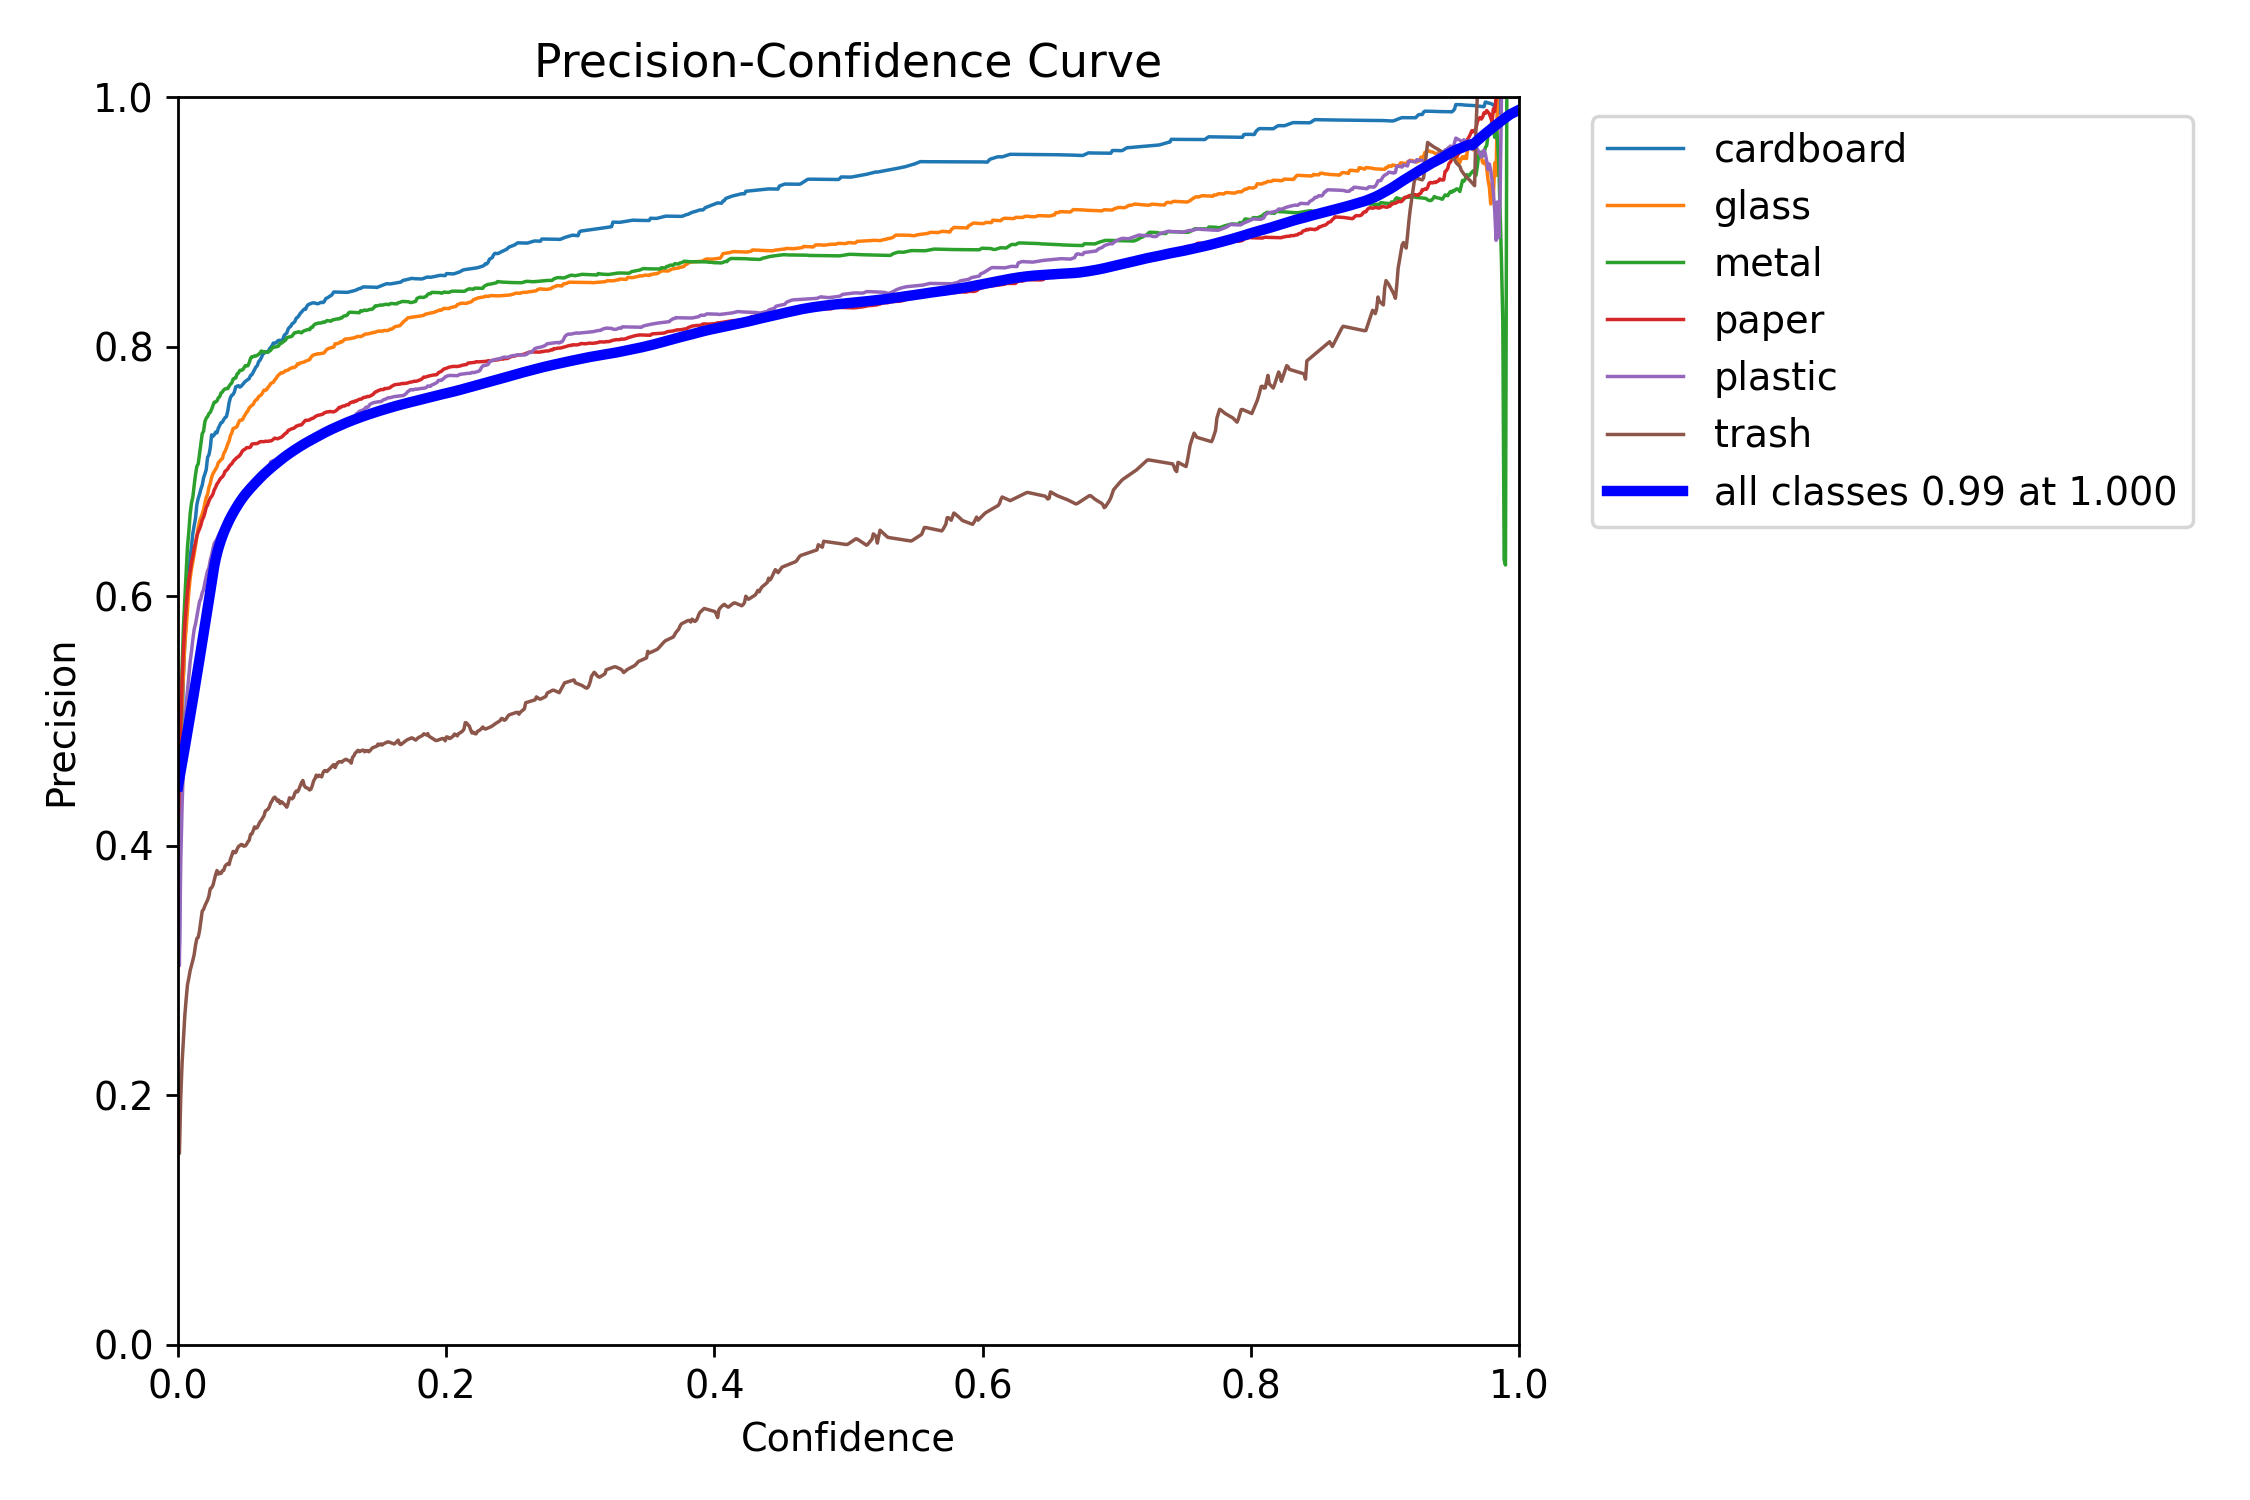 Precision-Confidence Curve
1.0
0.8
0.6
0.4
0.2
0.0
Precision
0.0 0.2 0.4 0.6 0.8 1.0
Confidence
cardboard
glass
metal
paper
plastic
trash
all classes 0.99 at 1.000